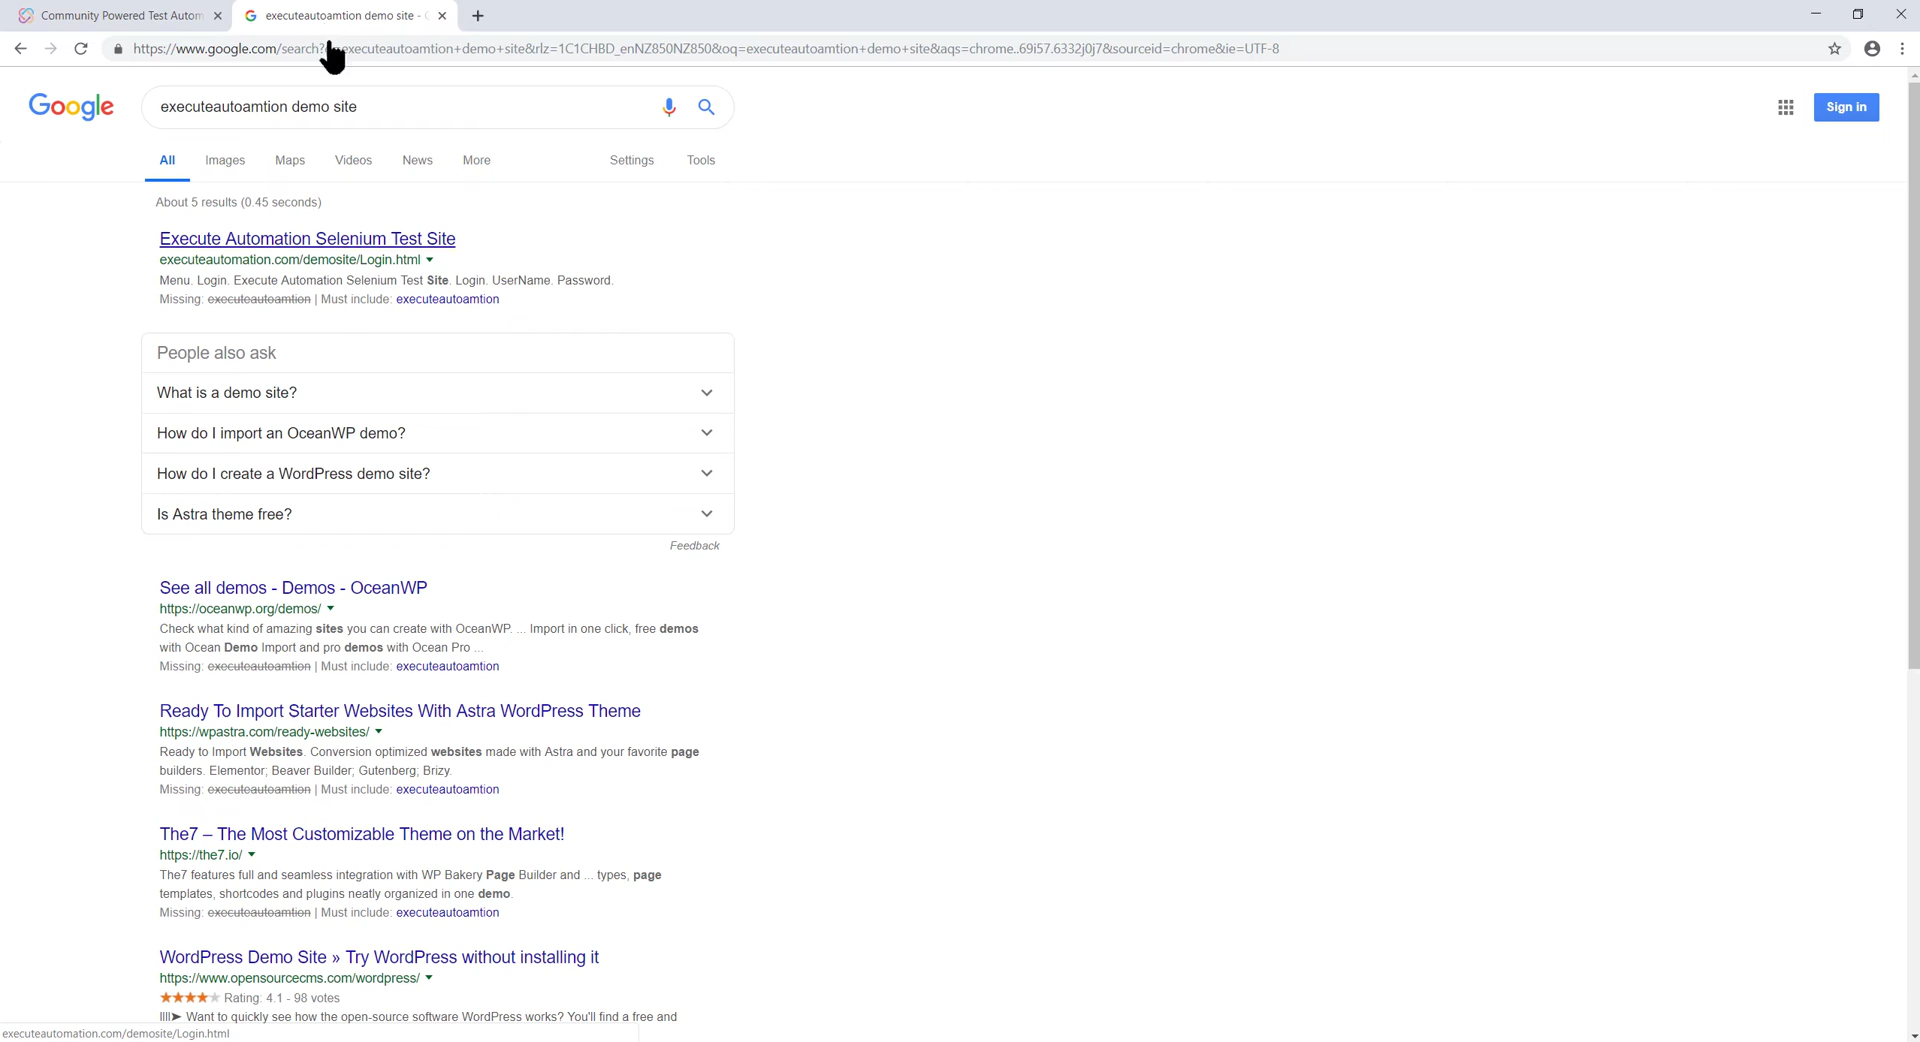 Community Powered Test Autom
executeautoamtion demo site - G
https://www.google.com/search?q=executeautoamtion+demo+site&rlz=1C1CHBD_enNZ850NZ850&oq=executeautoamtion+demo+site&aqs=chrome..69i57.6332j0j7&sourceid=chrome&ie=UTF-8
Google
executeautoamtion demo site
Sign in
All Images Maps Videos News More Settings Tools
About 5 results (0.45 seconds)
Execute Automation Selenium Test Site
executeautomation.com/demosite/Login.html
Menu. Login. Execute Automation Selenium Test Site. Login. UserName. Password.
Missing: executeautoamtion | Must include: executeautoamtion
People also ask
What is a demo site?
How do I import an OceanWP demo?
How do I create a WordPress demo site?
Is Astra theme free?
Feedback
See all demos - Demos - OceanWP
https://oceanwp.org/demos/
Check what kind of amazing sites you can create with OceanWP. ... Import in one click, free demos
with Ocean Demo Import and pro demos with Ocean Pro ...
Missing: executeautoamtion | Must include: executeautoamtion
Ready To Import Starter Websites With Astra WordPress Theme
https://wpastra.com/ready-websites/
Ready to Import Websites. Conversion optimized websites made with Astra and your favorite page
builders. Elementor; Beaver Builder; Gutenberg; Brizy.
Missing: executeautoamtion | Must include: executeautoamtion
The7 – The Most Customizable Theme on the Market!
https://the7.io/
The7 features full and seamless integration with WP Bakery Page Builder and ... types, page
templates, shortcodes and plugins neatly organized in one demo.
Missing: executeautoamtion | Must include: executeautoamtion
WordPress Demo Site » Try WordPress without installing it
https://www.opensourcecms.com/wordpress/
★★★★★ Rating: 4.1 - 98 votes
llll➤ Want to quickly see how the open-source software WordPress works? You'll find a free and
executeautomation.com/demosite/Login.html